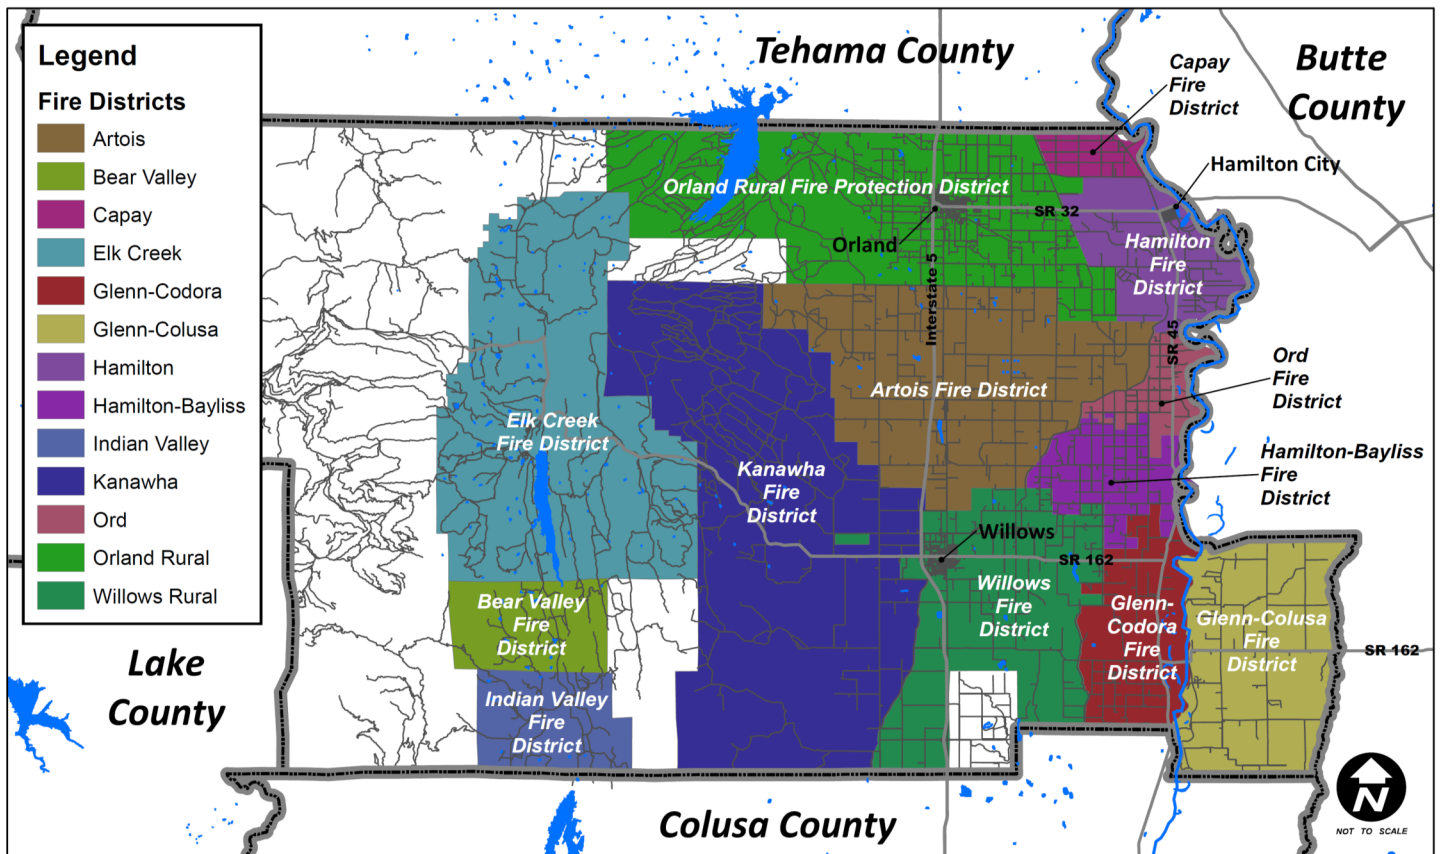 Legend
Fire Districts
Artois
Bear Valley
Capay
Elk Creek
Glenn-Codora
Glenn-Colusa
Hamilton
Hamilton-Bayliss
Indian Valley
Kanawha
Ord
Orland Rural
Willows Rural
Tehama County
Butte
County
Capay
Fire
District
Hamilton City
Orland Rural Fire Protection District
SR 32
Orland
Hamilton
Fire
District
Interstate 5
SR 45
Ord
Fire
District
Artois Fire District
Elk Creek
Fire District
Kanawha
Fire
District
Hamilton-Bayliss
Fire
District
Willows
SR 162
Willows
Fire
District
Bear Valley
Fire
District
Glenn-
Codora
Fire
District
Glenn-Colusa
Fire
District
SR 162
Lake
County
Indian Valley
Fire
District
Colusa County
N
NOT TO SCALE